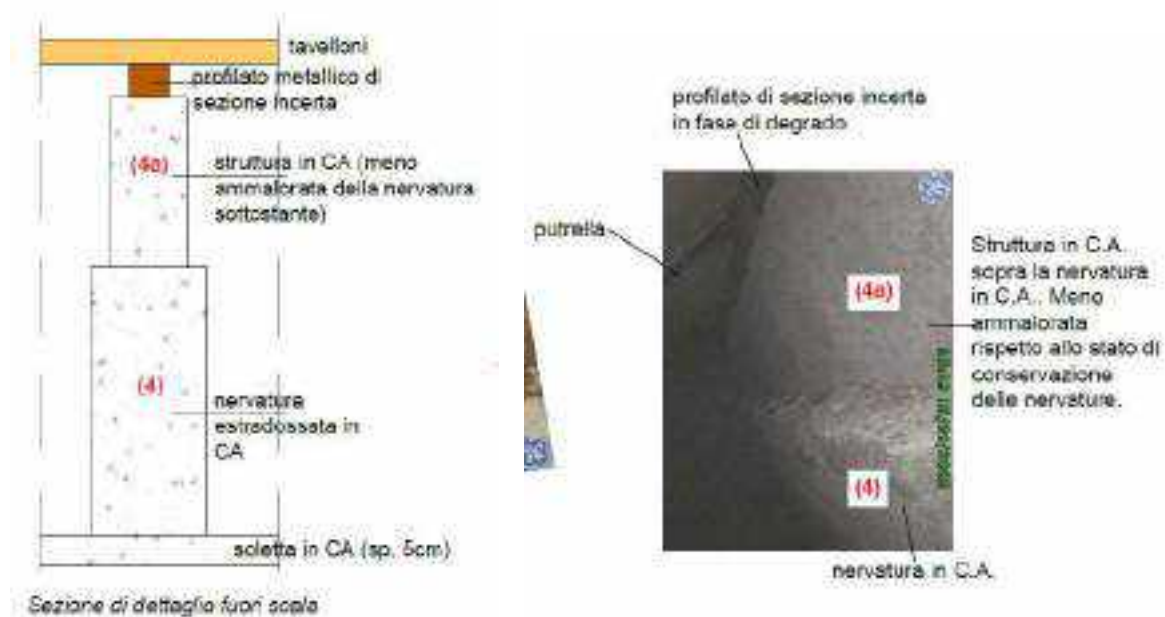 tavelloni
profilato metallico di
sezione incerta
(4a)
struttura in CA (meno
ammalorata della nervatura
sottostante)
(4)
nervatura
estradossata in
CA
soletta in CA (sp. 5cm)
Sezione di dettaglio fuori scala
profilato di sezione incerta
in fase di degrado
putrella
(4a)
Struttura in C.A.
sopra la nervatura
in C.A.. Meno
ammalorata
rispetto allo stato di
conservazione
delle nervature.
(4)
nervatura in C.A.